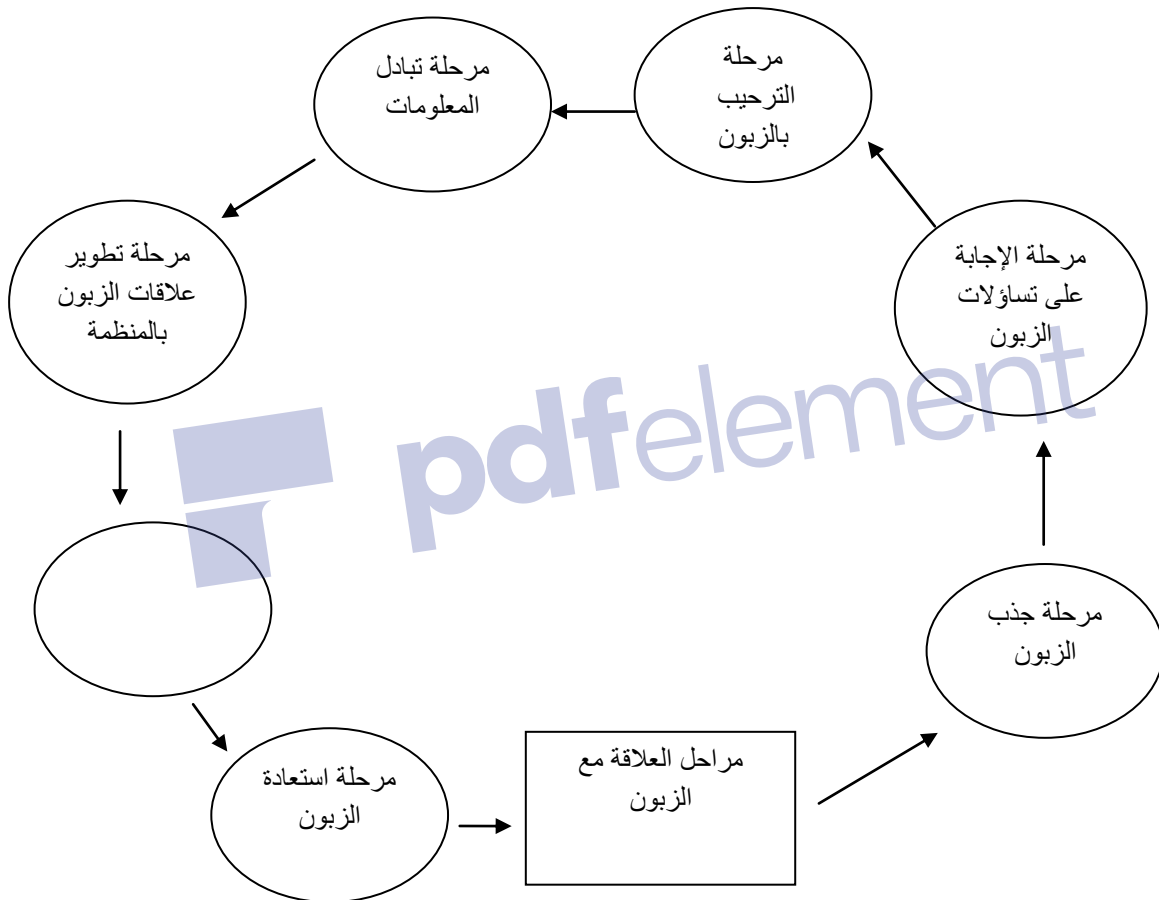 مرحلة
الترحيب
بالزبون
مرحلة تبادل
المعلومات
مرحلة الإجابة
على تساؤلات
الزبون
مرحلة تطوير
علاقات الزبون
بالمنظمة
pdfelement
مرحلة جذب
الزبون
مراحل العلاقة مع
الزبون
مرحلة استعادة
الزبون